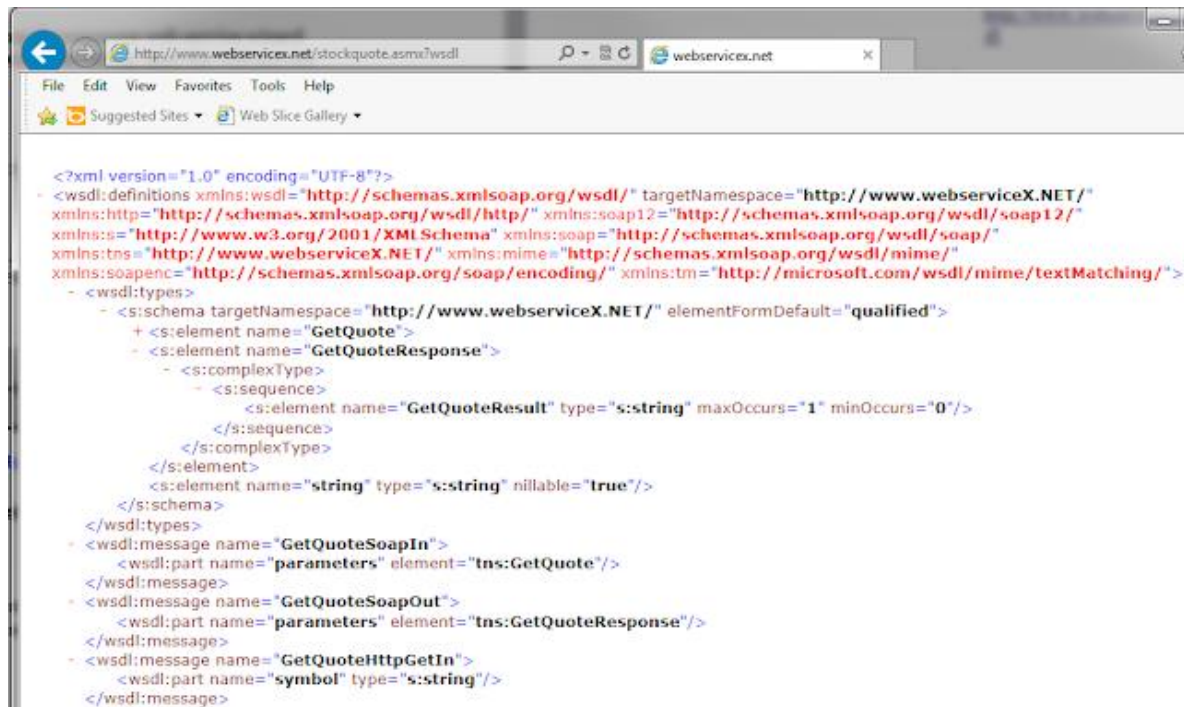 http://www.webservicex.net/stockquote.asmx?wsdl
webservicex.net
File Edit View Favorites Tools Help
Suggested Sites Web Slice Gallery
<?xml version="1.0" encoding="UTF-8"?>
- <wsdl:definitions xmlns:wsdl="http://schemas.xmlsoap.org/wsdl/" targetNamespace="http://www.webserviceX.NET/"
xmlns:http="http://schemas.xmlsoap.org/wsdl/http/" xmlns:soap12="http://schemas.xmlsoap.org/wsdl/soap12/"
xmlns:s="http://www.w3.org/2001/XMLSchema" xmlns:soap="http://schemas.xmlsoap.org/wsdl/soap/"
xmlns:tns="http://www.webserviceX.NET/" xmlns:mime="http://schemas.xmlsoap.org/wsdl/mime/"
xmlns:soapenc="http://schemas.xmlsoap.org/soap/encoding/" xmlns:tm="http://microsoft.com/wsdl/mime/textMatching/">
- <wsdl:types>
- <s:schema targetNamespace="http://www.webserviceX.NET/" elementFormDefault="qualified">
+ <s:element name="GetQuote">
- <s:element name="GetQuoteResponse">
- <s:complexType>
- <s:sequence>
<s:element name="GetQuoteResult" type="s:string" maxOccurs="1" minOccurs="0"/>
</s:sequence>
</s:complexType>
</s:element>
<s:element name="string" type="s:string" nillable="true"/>
</s:schema>
</wsdl:types>
- <wsdl:message name="GetQuoteSoapIn">
<wsdl:part name="parameters" element="tns:GetQuote"/>
</wsdl:message>
- <wsdl:message name="GetQuoteSoapOut">
<wsdl:part name="parameters" element="tns:GetQuoteResponse"/>
</wsdl:message>
- <wsdl:message name="GetQuoteHttpGetIn">
<wsdl:part name="symbol" type="s:string"/>
</wsdl:message>